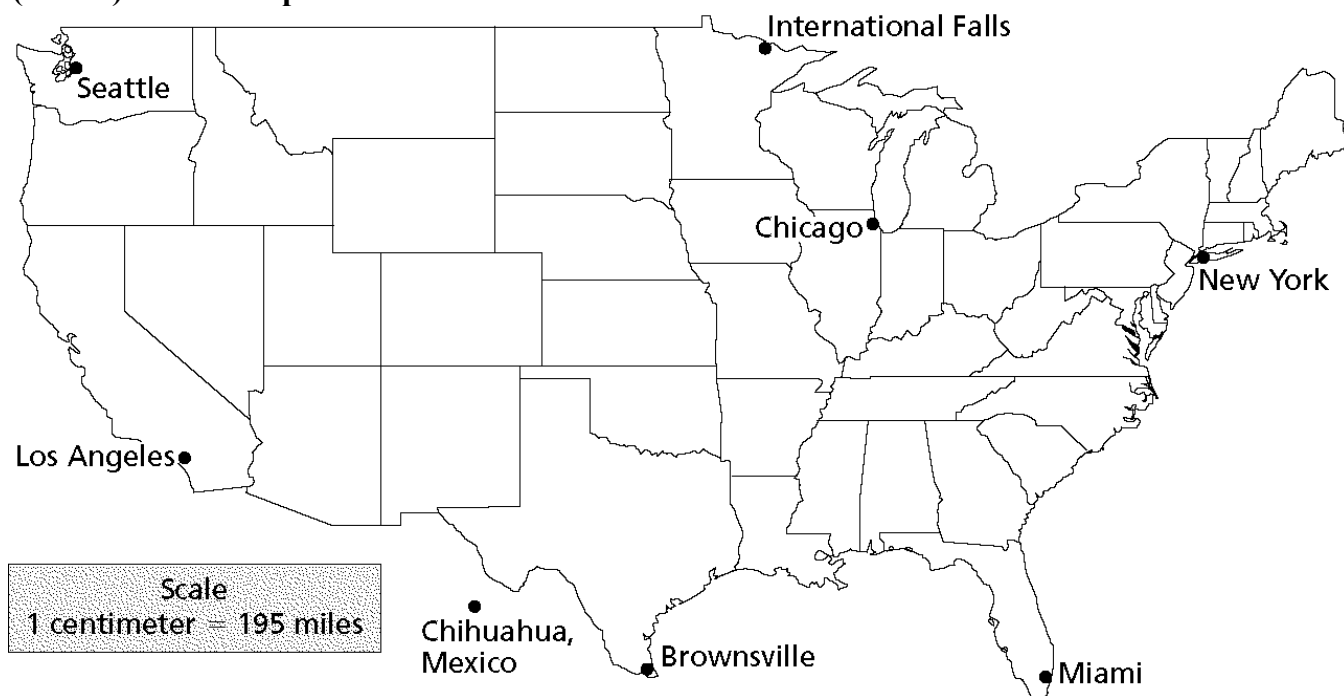 International Falls
Seattle
Chicago
New York
Los Angeles
Scale
1 centimeter = 195 miles
Chihuahua,
Mexico
Brownsville
Miami